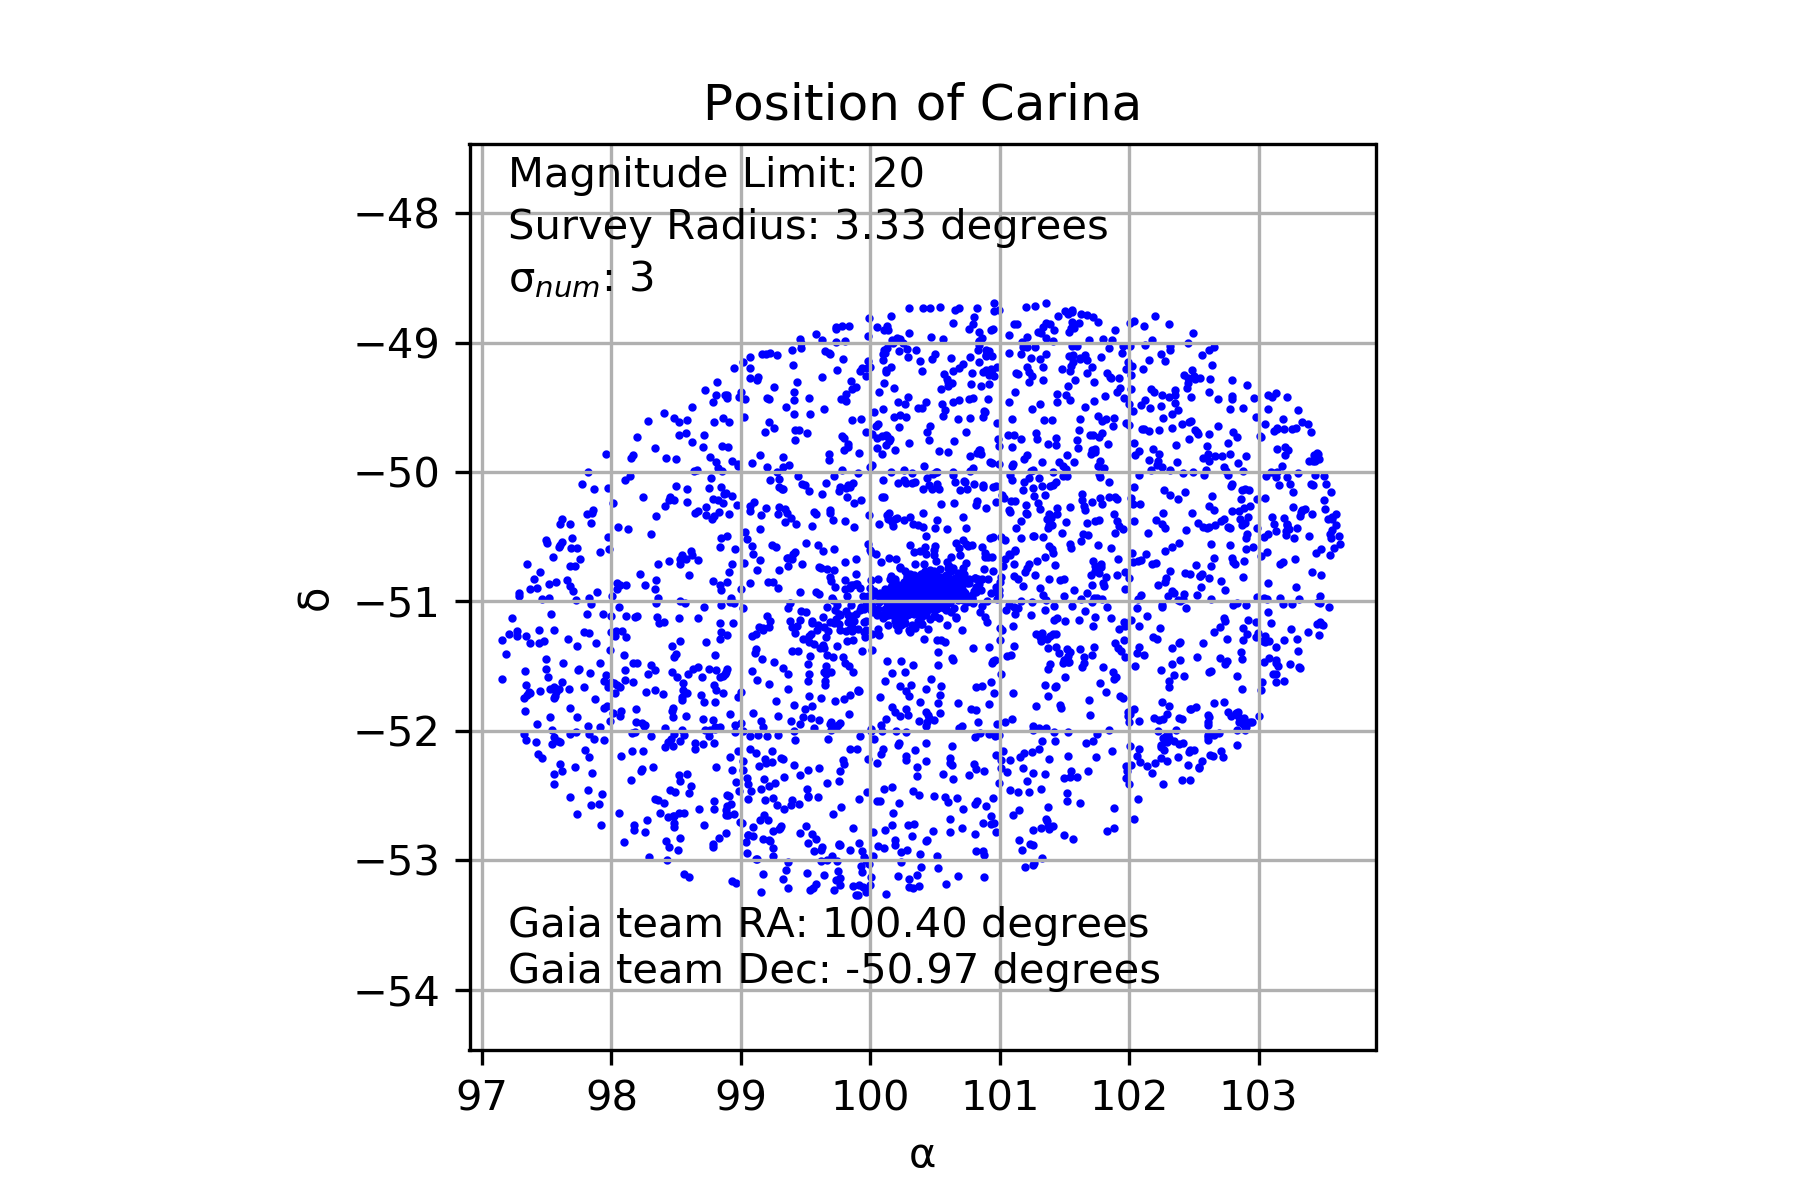 Position of Carina
Magnitude Limit: 20
Survey Radius: 3.33 degrees
σnum: 3
−48
−49
−50
−51
−52
−53
−54
δ
Gaia team RA: 100.40 degrees
Gaia team Dec: -50.97 degrees
97 98 99 100 101 102 103
α